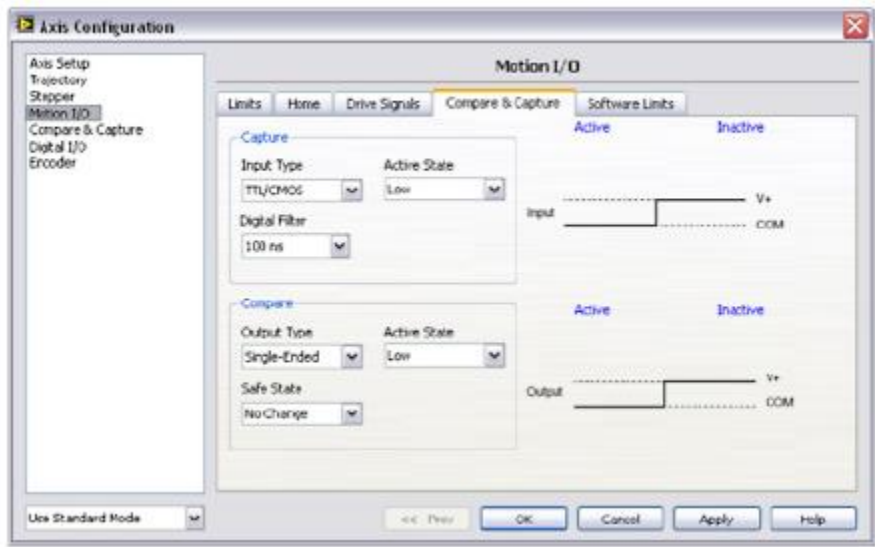 Axis Configuration
Axis Setup
Trajectory
Stepper
Motion I/O
Compare & Capture
Digital I/O
Encoder
Motion I/O
Limits Home Drive Signals Compare & Capture Software Limits
Capture
Input Type Active State
TTL/CMOS Low
Digital Filter
100 ns
Active Inactive
Input V+
COM
Compare
Output Type Active State
Single-Ended Low
Safe State
No Change
Active Inactive
Output V+
COM
Use Standard Mode << Prev OK Cancel Apply Help